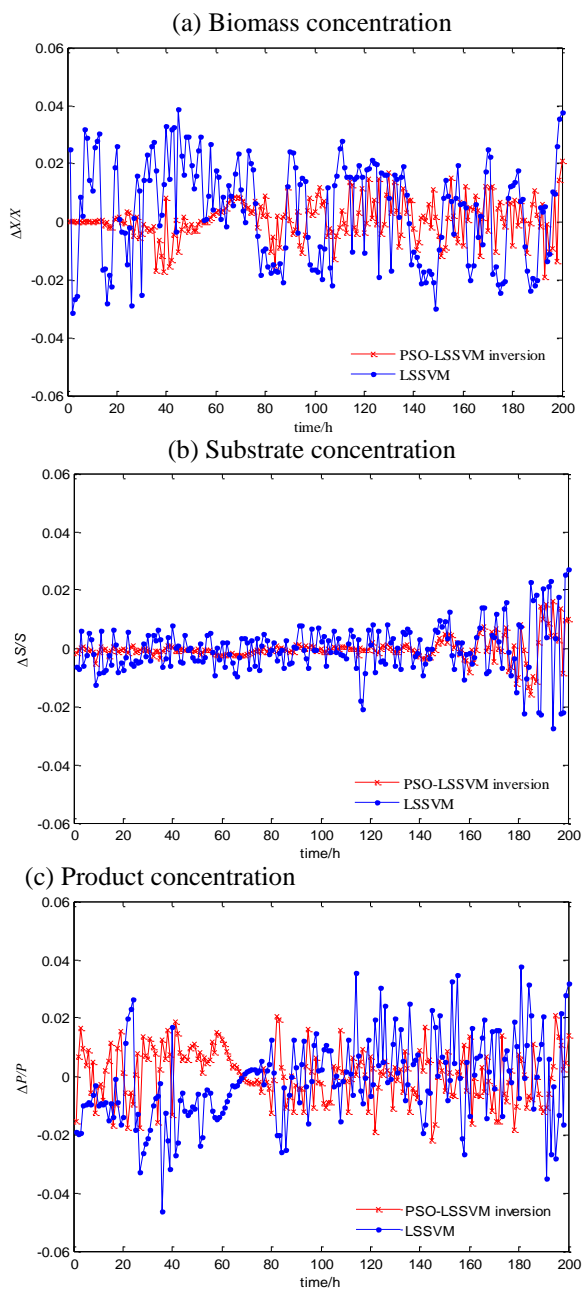 (a) Biomass concentration
0.06
0.04
0.02
0
-0.02
-0.04
-0.06
ΔX/X
PSO-LSSVM inversion
LSSVM
0 20 40 60 80 100 120 140 160 180 200
time/h
(b) Substrate concentration
0.06
0.04
0.02
0
-0.02
-0.04
-0.06
ΔS/S
PSO-LSSVM inversion
LSSVM
0 20 40 60 80 100 120 140 160 180 200
time/h
(c) Product concentration
0.06
0.04
0.02
0
-0.02
-0.04
-0.06
ΔP/P
PSO-LSSVM inversion
LSSVM
0 20 40 60 80 100 120 140 160 180 200
time/h